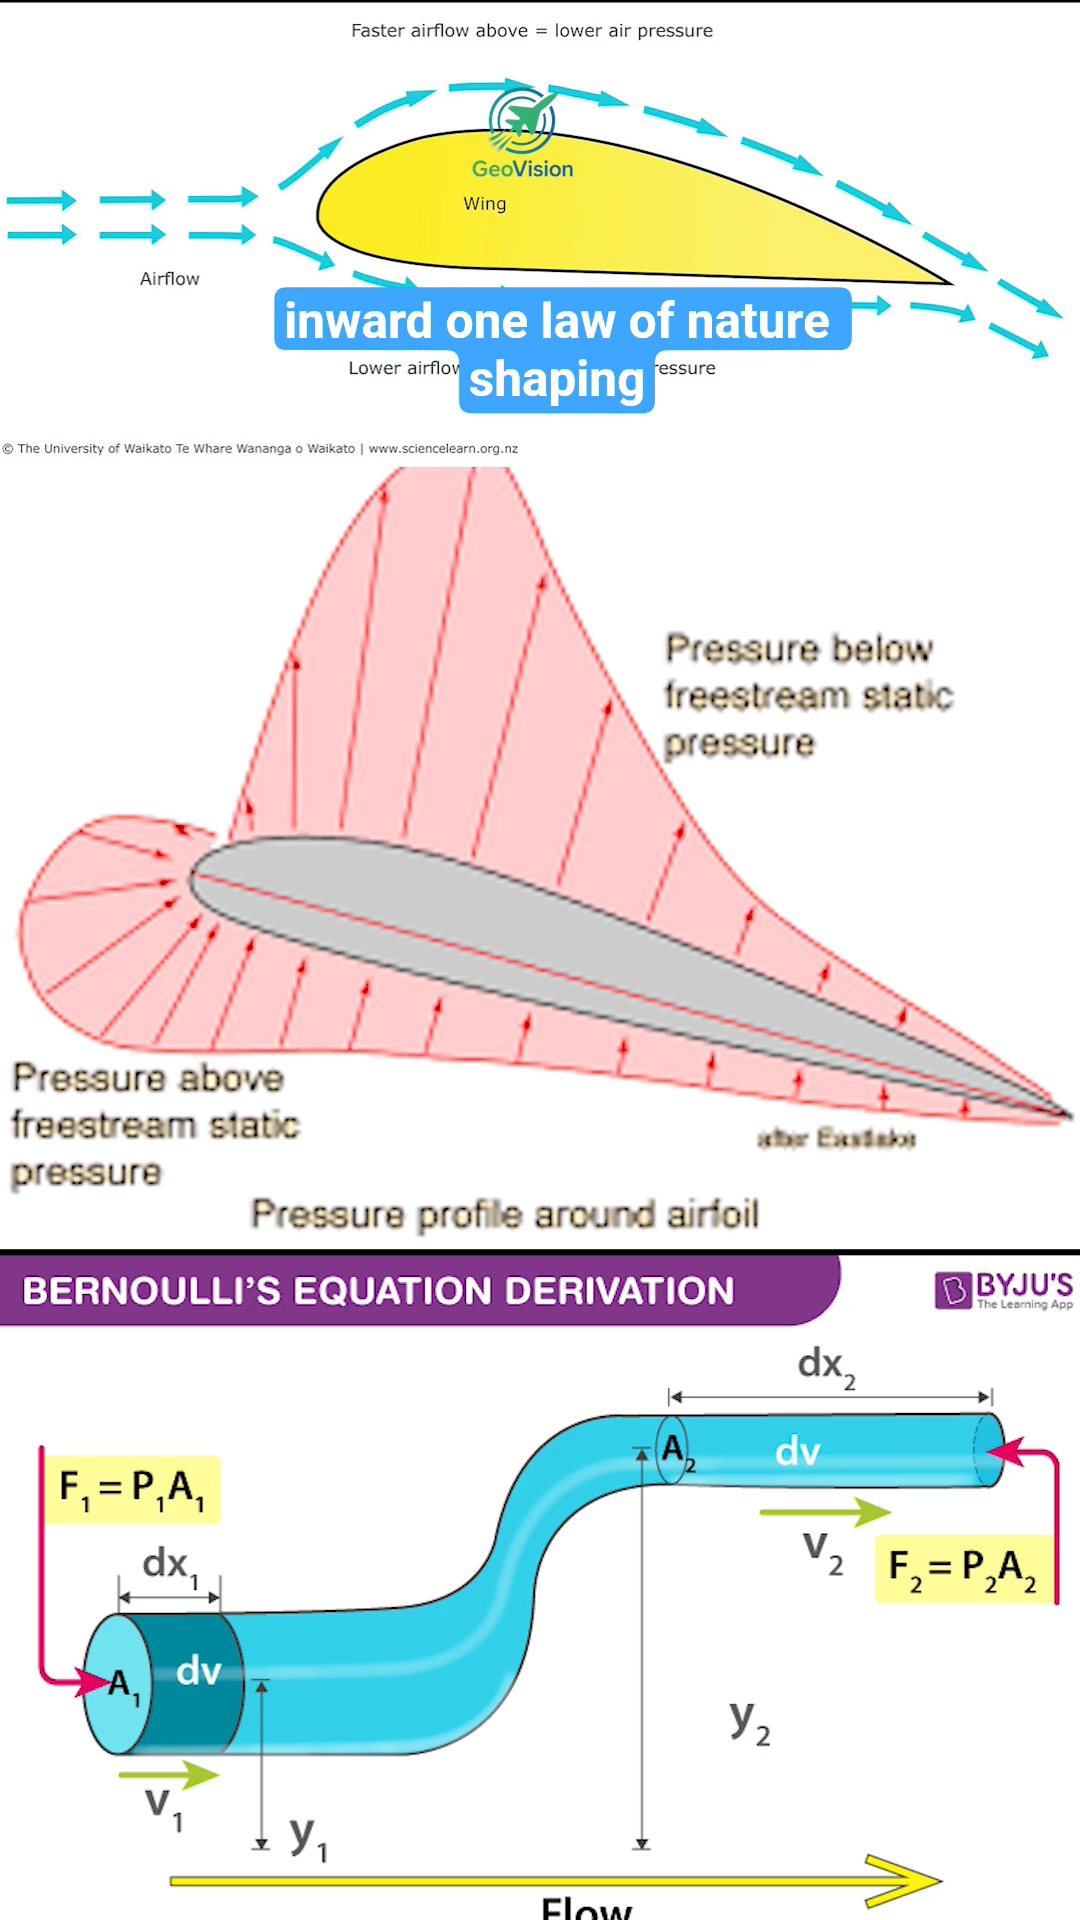 Faster airflow above = lower air pressure
GeoVision
Wing
Airflow
inward one law of nature
shaping
Lower airflow
ressure
© The University of Waikato Te Whare Wananga o Waikato | www.sciencelearn.org.nz
Pressure below
freestream static
pressure
Pressure above
freestream static
pressure
after Eastlake
Pressure profile around airfoil
BERNOULLI'S EQUATION DERIVATION
BYJU'S
The Learning App
dx₂
A₂
dv
F₁ = P₁A₁
v₂
F₂ = P₂A₂
dx₁
A₁
dv
y₂
v₁
y₁
Flow